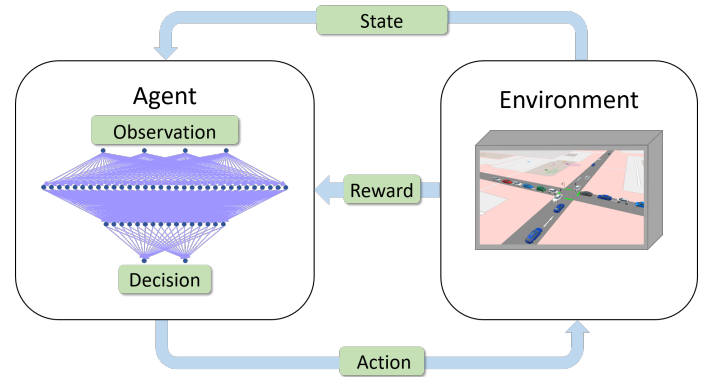 State
Agent
Environment
Observation
Reward
Decision
Action